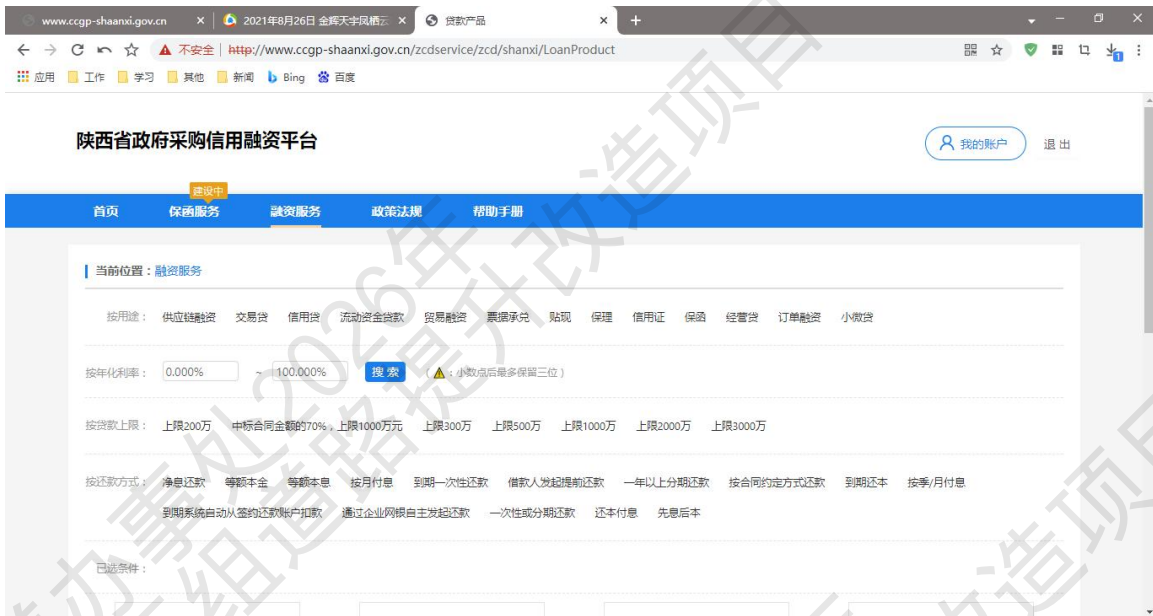 www.ccgp-shaanxi.gov.cn 2021年8月26日 金辉天宇凤栖云 贷款产品
不安全 http://www.ccgp-shaanxi.gov.cn/zcdservice/zcd/shanxi/LoanProduct
应用 工作 学习 其他 新闻 Bing 百度
陕西省政府采购信用融资平台
我的账户 退出
建设中
首页 保函服务 融资服务 政策法规 帮助手册
当前位置：融资服务
按用途： 供应链融资 交易贷 信用贷 流动资金贷款 贸易融资 票据承兑 贴现 保理 信用证 保函 经营贷 订单融资 小微贷
按年化利率： 0.000% ~ 100.000% 搜索 （ ：小数点后最多保留三位）
按贷款上限： 上限200万 中标合同金额的70%，上限1000万元 上限300万 上限500万 上限1000万 上限2000万 上限3000万
按还款方式： 净息还款 等额本金 等额本息 按月付息 到期一次性还款 借款人发起提前还款 一年以上分期还款 按合同约定方式还款 到期还本 按季/月付息
到期系统自动从签约还款账户扣款 通过企业网银自主发起还款 一次性或分期还款 还本付息 先息后本
已选条件：
办事处2026年
组道路提升改造项目